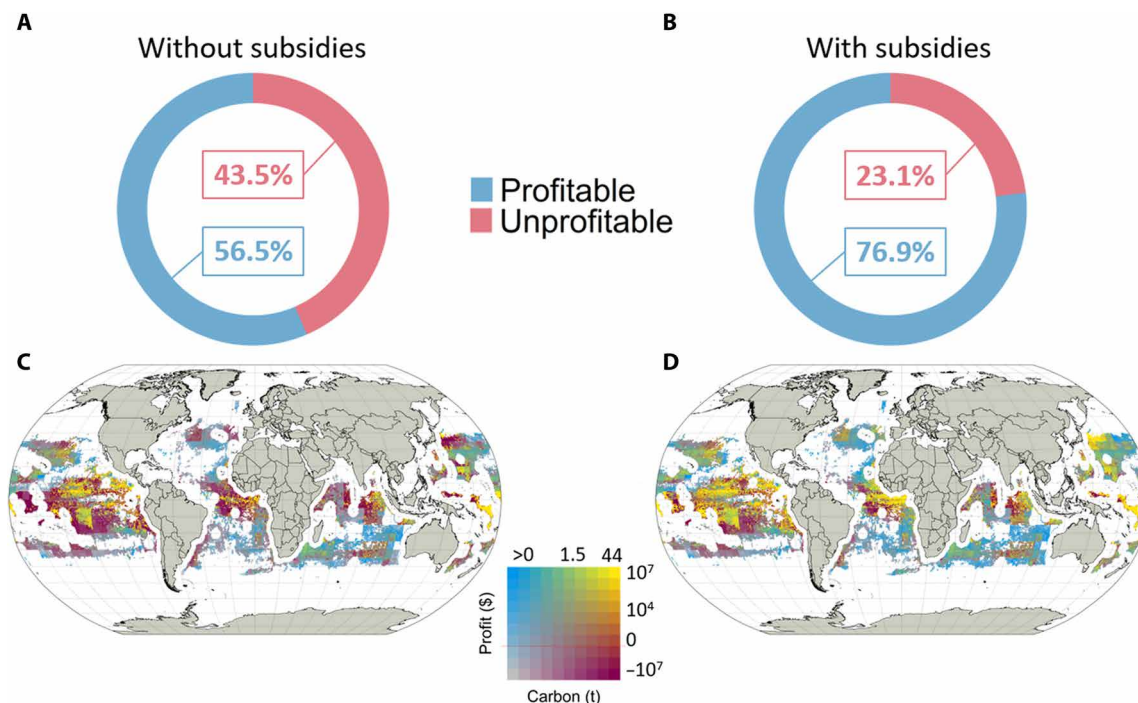 A
B
Without subsidies
With subsidies
43.5%
56.5%
Profitable
Unprofitable
23.1%
76.9%
C
D
>0 1.5 44
10⁷
10⁴
0
−10⁷
Profit ($)
Carbon (t)